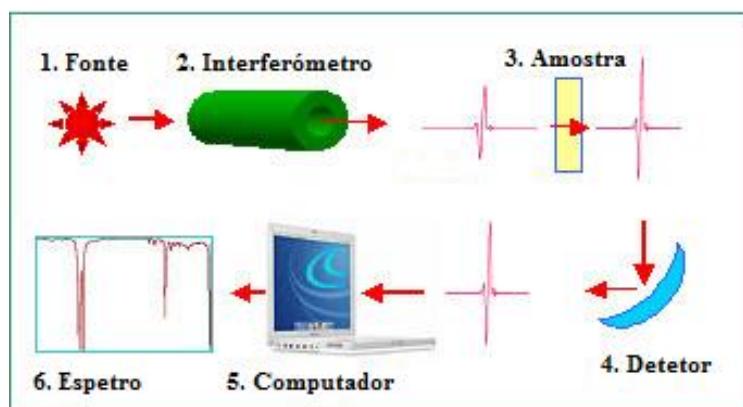 1. Fonte
2. Interferómetro
3. Amostra
4. Detetor
5. Computador
6. Espetro